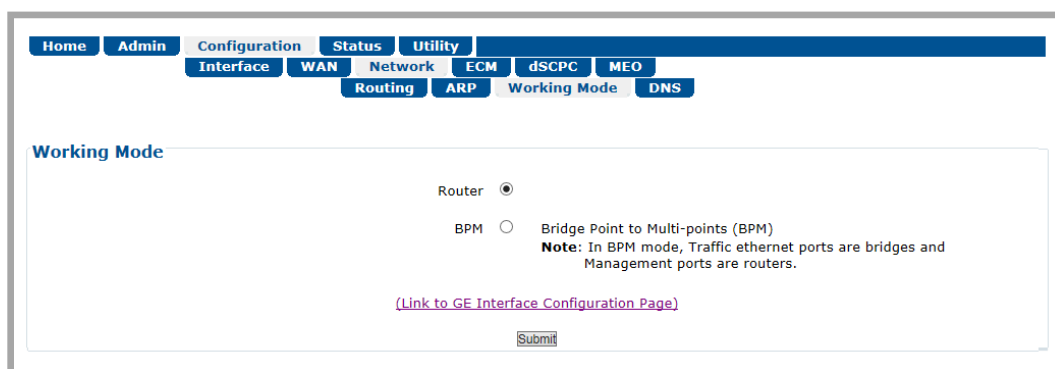 Home Admin Configuration Status Utility
Interface WAN Network ECM dSCPC MEO
Routing ARP Working Mode DNS
Working Mode
Router
BPM Bridge Point to Multi-points (BPM)
Note: In BPM mode, Traffic ethernet ports are bridges and
Management ports are routers.
(Link to GE Interface Configuration Page)
Submit